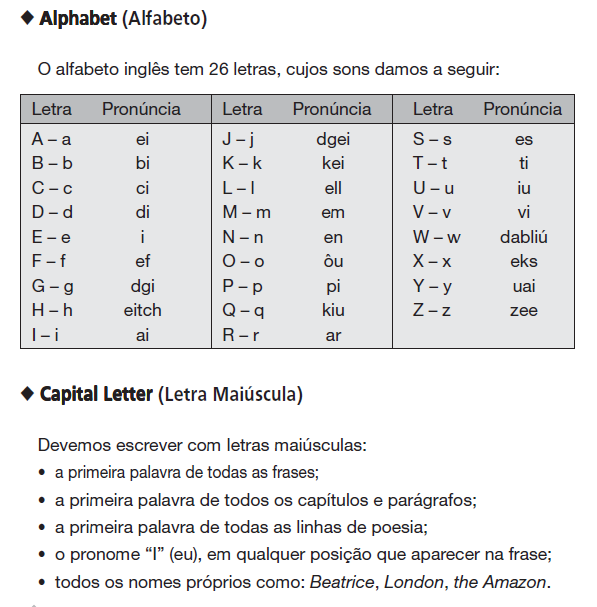 ◆ Alphabet (Alfabeto)
O alfabeto inglês tem 26 letras, cujos sons damos a seguir:
Letra Pronúncia Letra Pronúncia Letra Pronúncia
A – a ei J – j dgei S – s es
B – b bi K – k kei T – t ti
C – c ci L – l ell U – u iu
D – d di M – m em V – v vi
E – e i N – n en W – w dabliú
F – f ef O – o ôu X – x eks
G – g dgi P – p pi Y – y uai
H – h eitch Q – q kiu Z – z zee
I – i ai R – r ar
◆ Capital Letter (Letra Maiúscula)
Devemos escrever com letras maiúsculas:
• a primeira palavra de todas as frases;
• a primeira palavra de todos os capítulos e parágrafos;
• a primeira palavra de todas as linhas de poesia;
• o pronome “I” (eu), em qualquer posição que aparecer na frase;
• todos os nomes próprios como: Beatrice, London, the Amazon.